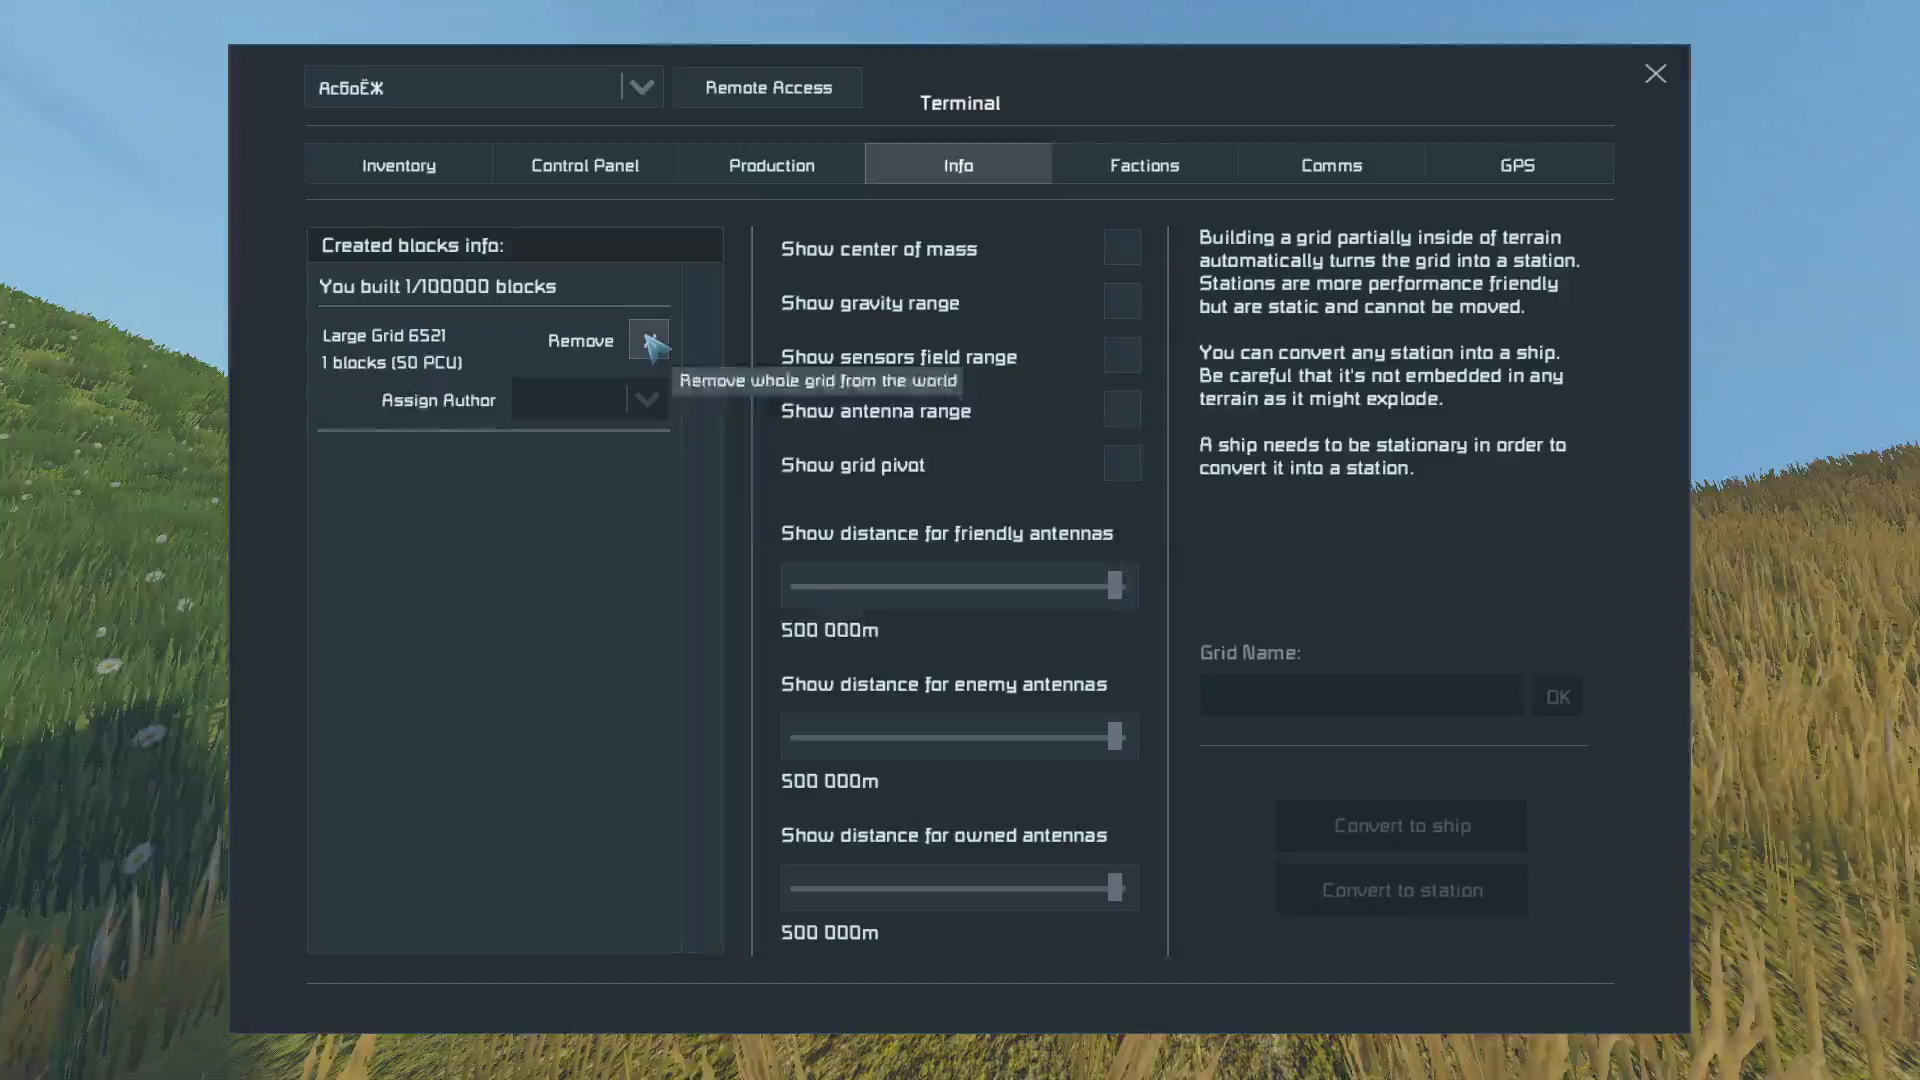 АсбоЁЖ
Remote Access
Terminal
Inventory
Control Panel
Production
Info
Factions
Comms
GPS
Created blocks info:
You built 1/100000 blocks
Large Grid 6521
Remove
1 blocks (50 PCU)
Remove whole grid from the world
Assign Author
Show center of mass
Show gravity range
Show sensors field range
Show antenna range
Show grid pivot
Show distance for friendly antennas
500 000m
Show distance for enemy antennas
500 000m
Show distance for owned antennas
500 000m
Building a grid partially inside of terrain
automatically turns the grid into a station.
Stations are more performance friendly
but are static and cannot be moved.
You can convert any station into a ship.
Be careful that it's not embedded in any
terrain as it might explode.
A ship needs to be stationary in order to
convert it into a station.
Grid Name:
OK
Convert to ship
Convert to station